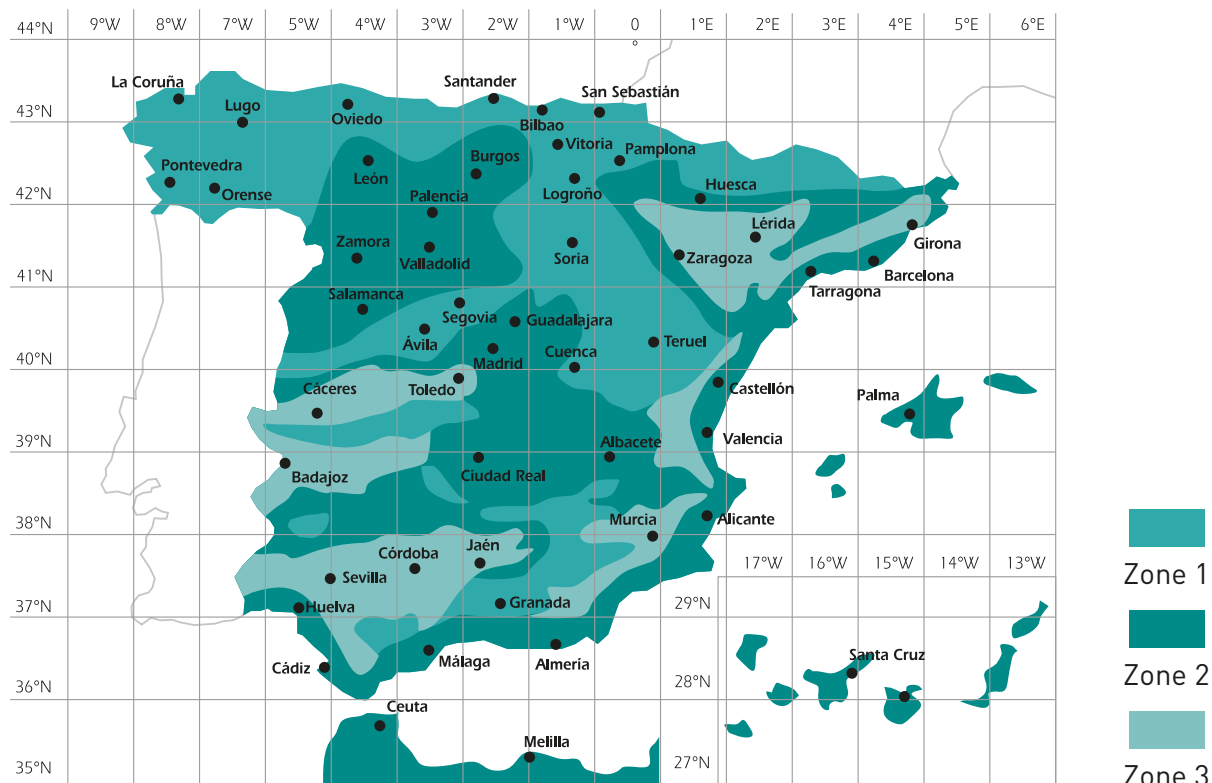 44°N 9°W 8°W 7°W 6°W 5°W 4°W 3°W 2°W 1°W 0 1°E 2°E 3°E 4°E 5°E 6°E
La Coruña
Santander
San Sebastián
43°N
Lugo
Oviedo
Bilbao
Vitoria
Pamplona
Pontevedra
Burgos
León
Orense
Logroño
Huesca
42°N
Palencia
Lérida
Zamora
Valladolid
Soria
Zaragoza
Girona
41°N
Barcelona
Salamanca
Tarragona
Segovia
Guadalajara
Ávila
Teruel
40°N
Madrid
Cuenca
Cáceres
Toledo
Castellón
Palma
39°N
Albacete
Valencia
Badajoz
Ciudad Real
38°N
Murcia
Alicante
Jaén
Córdoba
17°W 16°W 15°W 14°W 13°W
Sevilla
Zone 1
37°N
Huelva
Granada
29°N
Cádiz
Málaga
Almería
Santa Cruz
36°N
28°N
Zone 2
Ceuta
Melilla
35°N
27°N
Zone 3